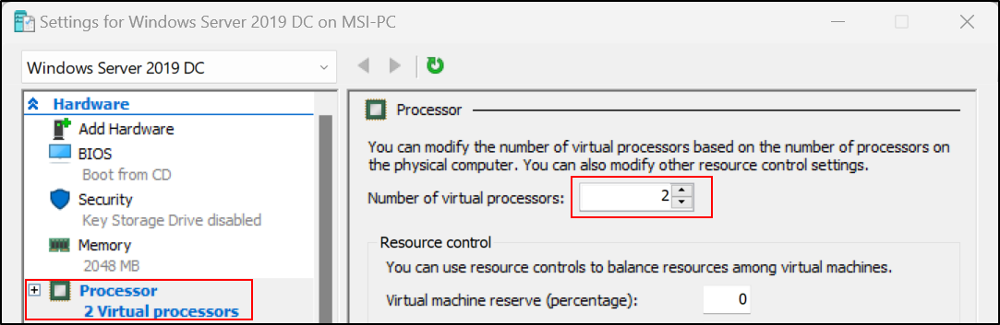 Settings for Windows Server 2019 DC on MSI-PC
Windows Server 2019 DC
Hardware
Add Hardware
BIOS
Boot from CD
Security
Key Storage Drive disabled
Memory
2048 MB
Processor
2 Virtual processors
Processor
You can modify the number of virtual processors based on the number of processors on
the physical computer. You can also modify other resource control settings.
Number of virtual processors: 2
Resource control
You can use resource controls to balance resources among virtual machines.
Virtual machine reserve (percentage): 0